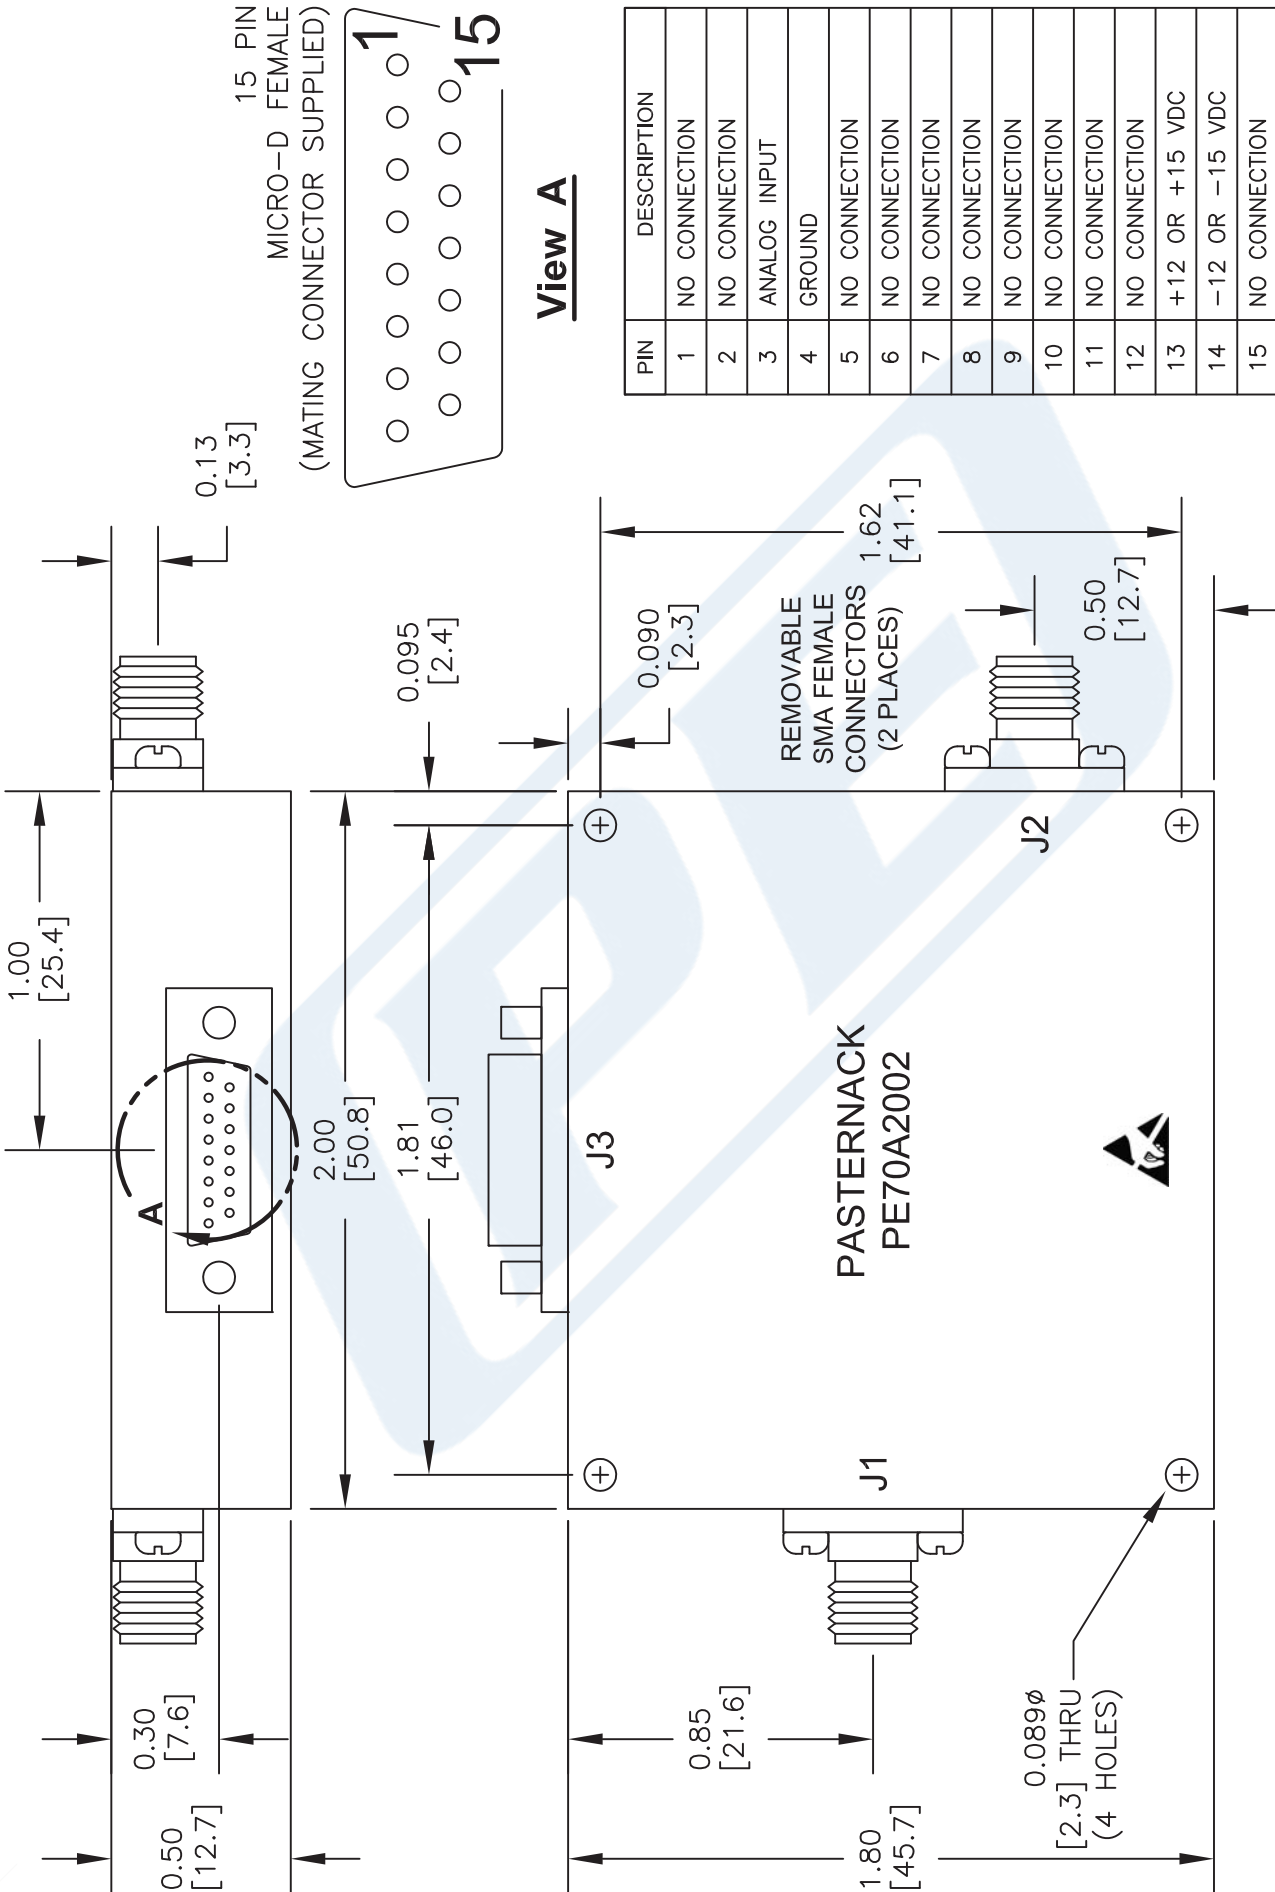 15 PIN
MICRO-D FEMALE
(MATING CONNECTOR SUPPLIED)
1
15
View A
PIN DESCRIPTION
1 NO CONNECTION
2 NO CONNECTION
3 ANALOG INPUT
4 GROUND
5 NO CONNECTION
6 NO CONNECTION
7 NO CONNECTION
8 NO CONNECTION
9 NO CONNECTION
10 NO CONNECTION
11 NO CONNECTION
12 NO CONNECTION
13 +12 OR +15 VDC
14 -12 OR -15 VDC
15 NO CONNECTION
0.13
[3.3]
1.00
[25.4]
A
0.30
[7.6]
0.50
[12.7]
2.00
[50.8]
1.81
[46.0]
0.095
[2.4]
0.090
[2.3]
REMOVABLE
SMA FEMALE
CONNECTORS
(2 PLACES)
1.62
[41.1]
0.50
[12.7]
J3
J2
J1
PASTERNACK
PE70A2002
0.85
[21.6]
1.80
[45.7]
0.089ø
[2.3] THRU
(4 HOLES)
PE